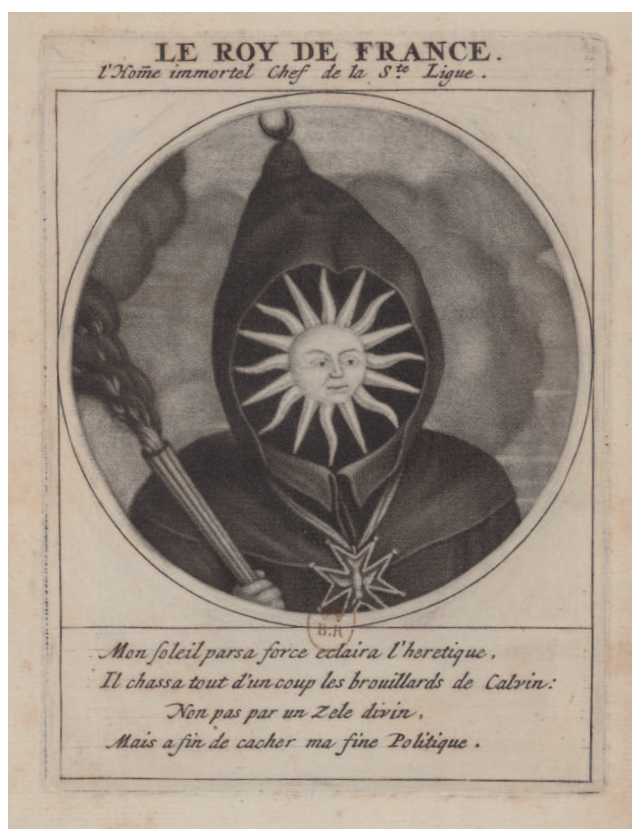 LE ROY DE FRANCE.
l'Hom̄e immortel Chef de la S.te Ligue.
B.R
Mon ſoleil par sa force eclaira l'heretique,
Il chassa tout d'un coup les brouillards de Calvin:
Non pas par un Zele divin,
Mais afin de cacher ma fine Politique.